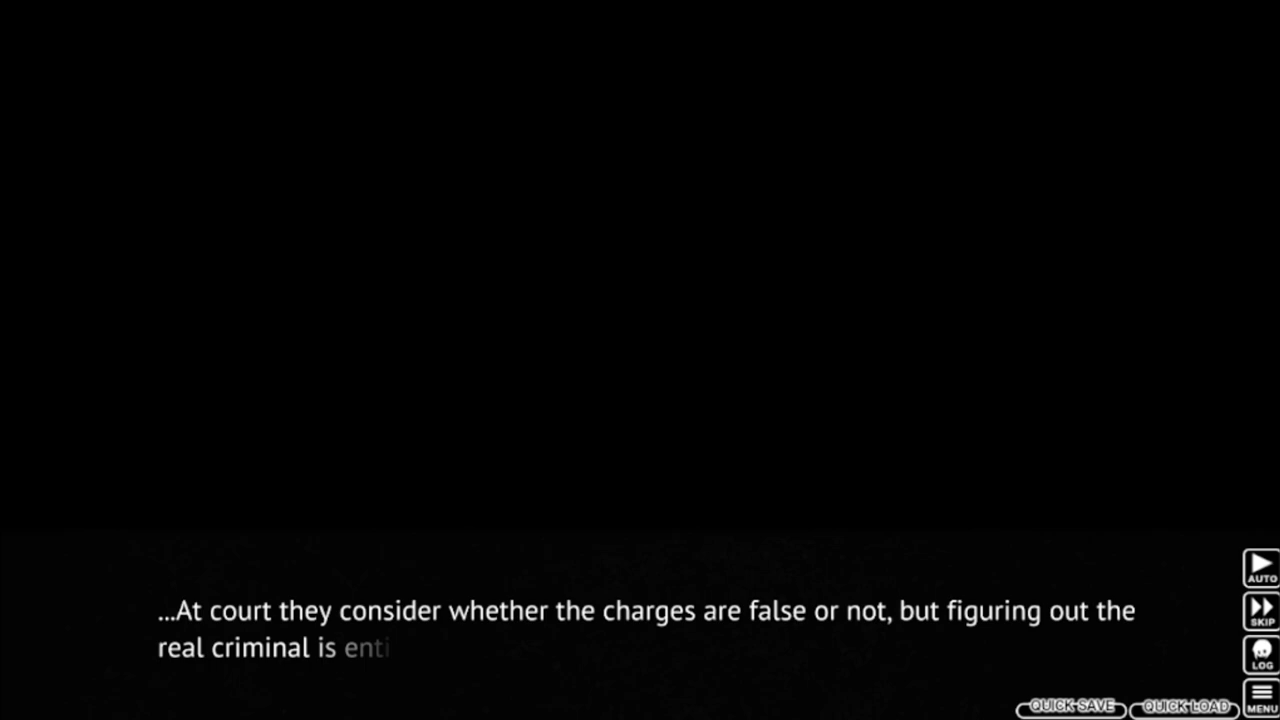 ...At court they consider whether the charges are false or not, but figuring out the
real criminal is enti
AUTO
SKIP
LOG
MENU
QUICK SAVE
QUICK LOAD